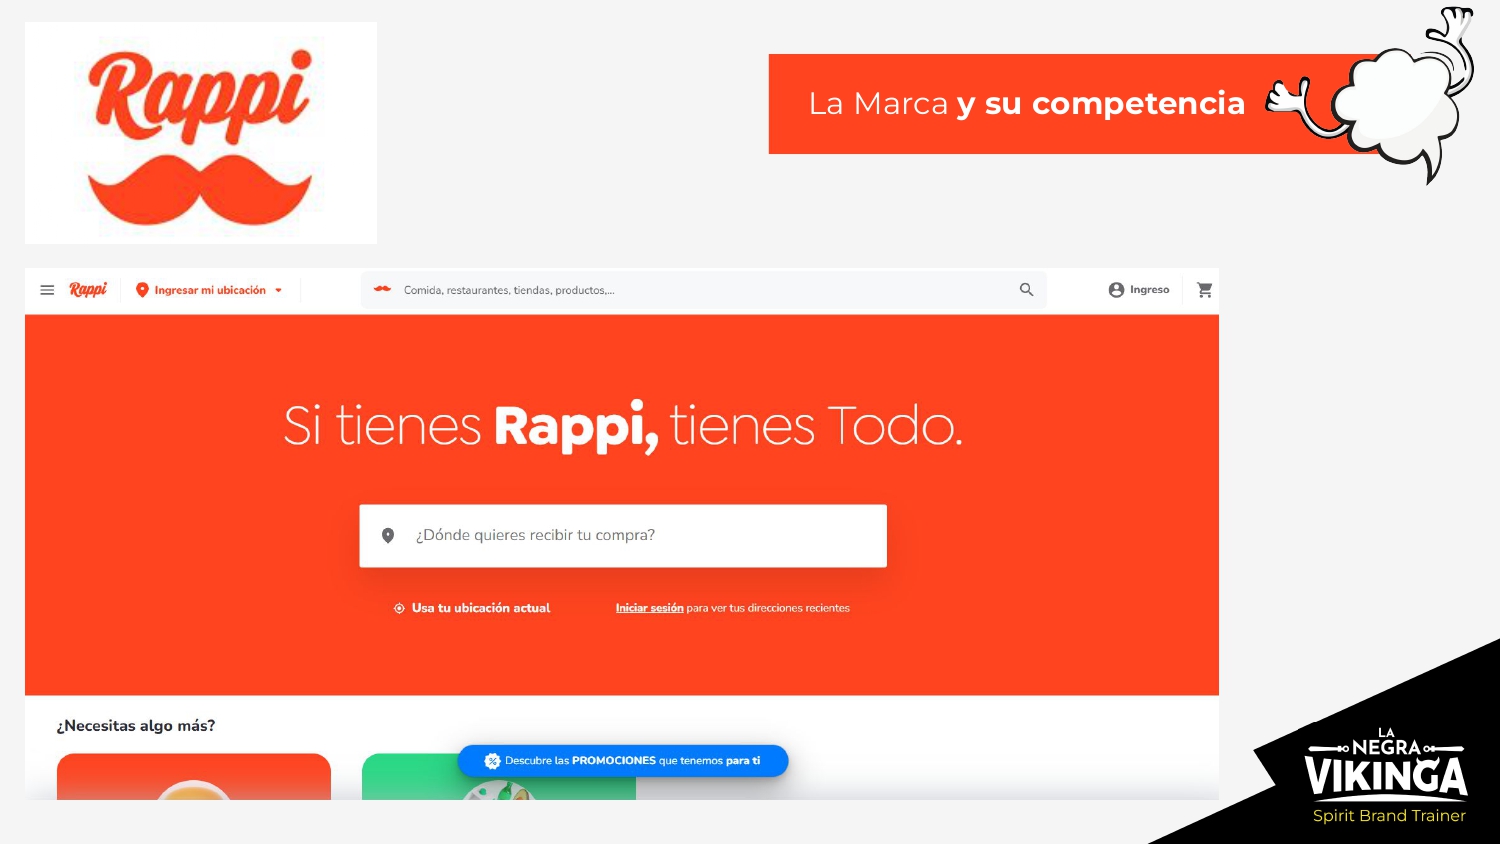 Rappi
La Marca y su competencia
Rappi
Ingresar mi ubicación
Comida, restaurantes, tiendas, productos,...
Ingreso
Si tienes Rappi, tienes Todo.
¿Dónde quieres recibir tu compra?
Usa tu ubicación actual
Iniciar sesión para ver tus direcciones recientes
¿Necesitas algo más?
% Descubre las PROMOCIONES que tenemos para ti
LA
NEGRA
VIKINGA
Spirit Brand Trainer